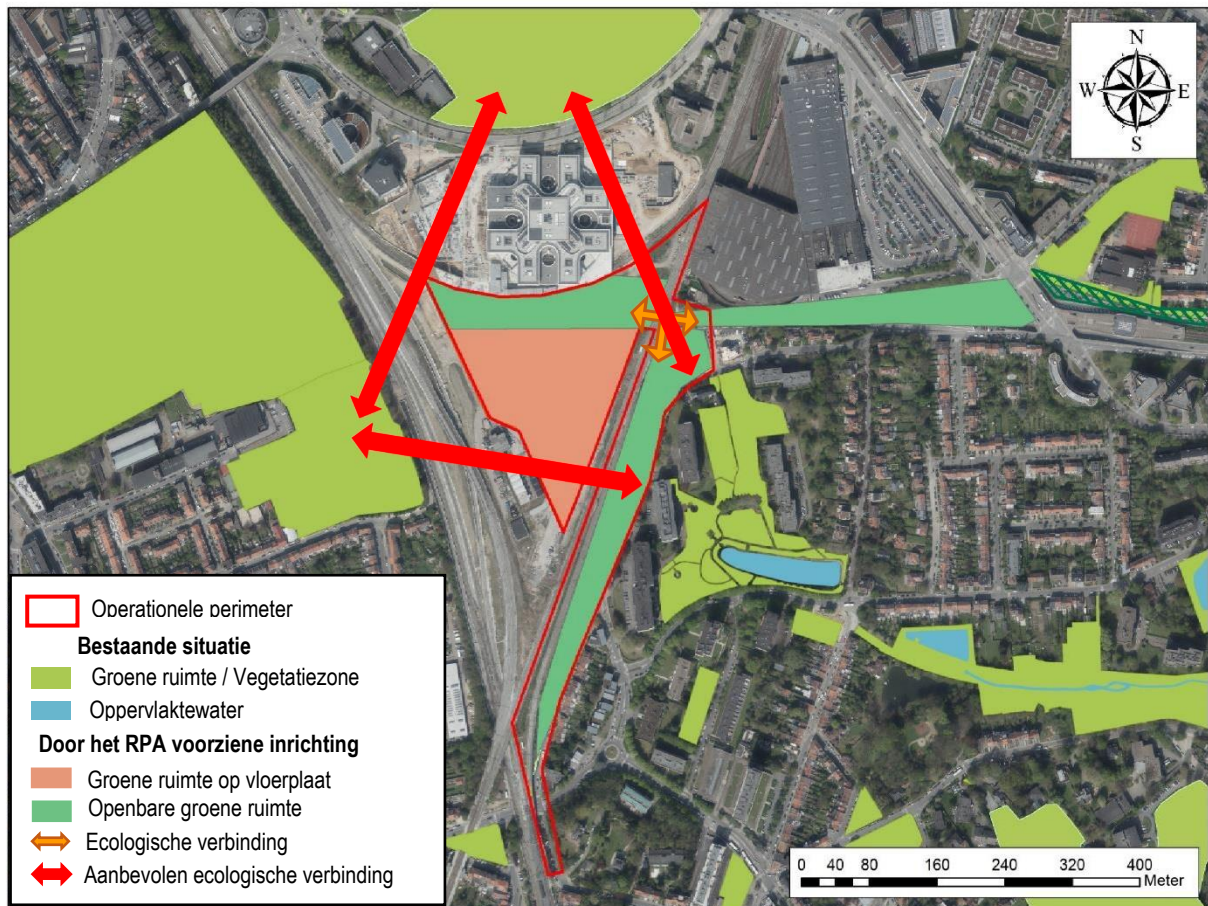 N
W E
S
Operationele perimeter
Bestaande situatie
Groene ruimte / Vegetatiezone
Oppervlaktewater
Door het RPA voorziene inrichting
Groene ruimte op vloerplaat
Openbare groene ruimte
Ecologische verbinding
Aanbevolen ecologische verbinding
0 40 80 160 240 320 400
Meter